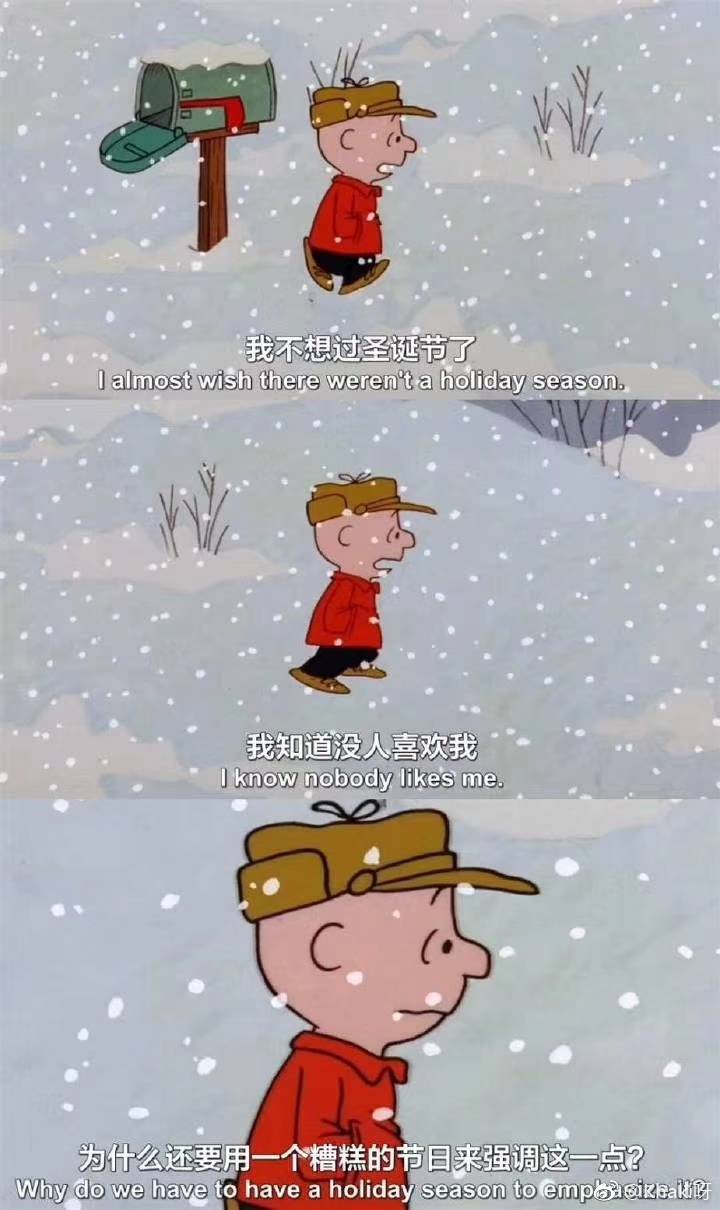 我不想过圣诞节了
I almost wish there weren't a holiday season.
我知道没人喜欢我
I know nobody likes me.
为什么还要用一个糟糕的节日来强调这一点?
Why do we have to have a holiday season to emphasize it?